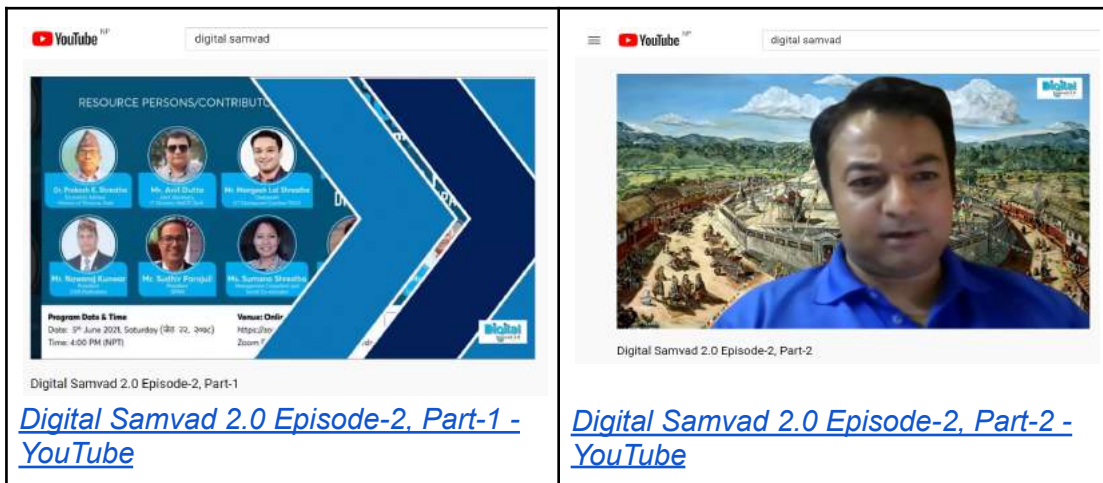 YouTube NP
digital samvad
RESOURCE PERSONS/CONTRIBUTO
Dr. Prakash K. Shrestha
Mr. Anil Dutta
Mr. Mangesh Lal Shrestha
Mr. Niranjan Kunwar
President
Mr. Sudhir Parajuli
President
Ms. Sumana Shrestha
Program Date & Time
Date: 5th June 2021, Saturday
Time: 4:00 PM (NPT)
Venue: Onli
Zoom
Digital
Digital Samvad 2.0 Episode-2, Part-1
Digital Samvad 2.0 Episode-2, Part-1 -
YouTube
YouTube NP
digital samvad
Digital
Digital Samvad 2.0 Episode-2, Part-2
Digital Samvad 2.0 Episode-2, Part-2 -
YouTube